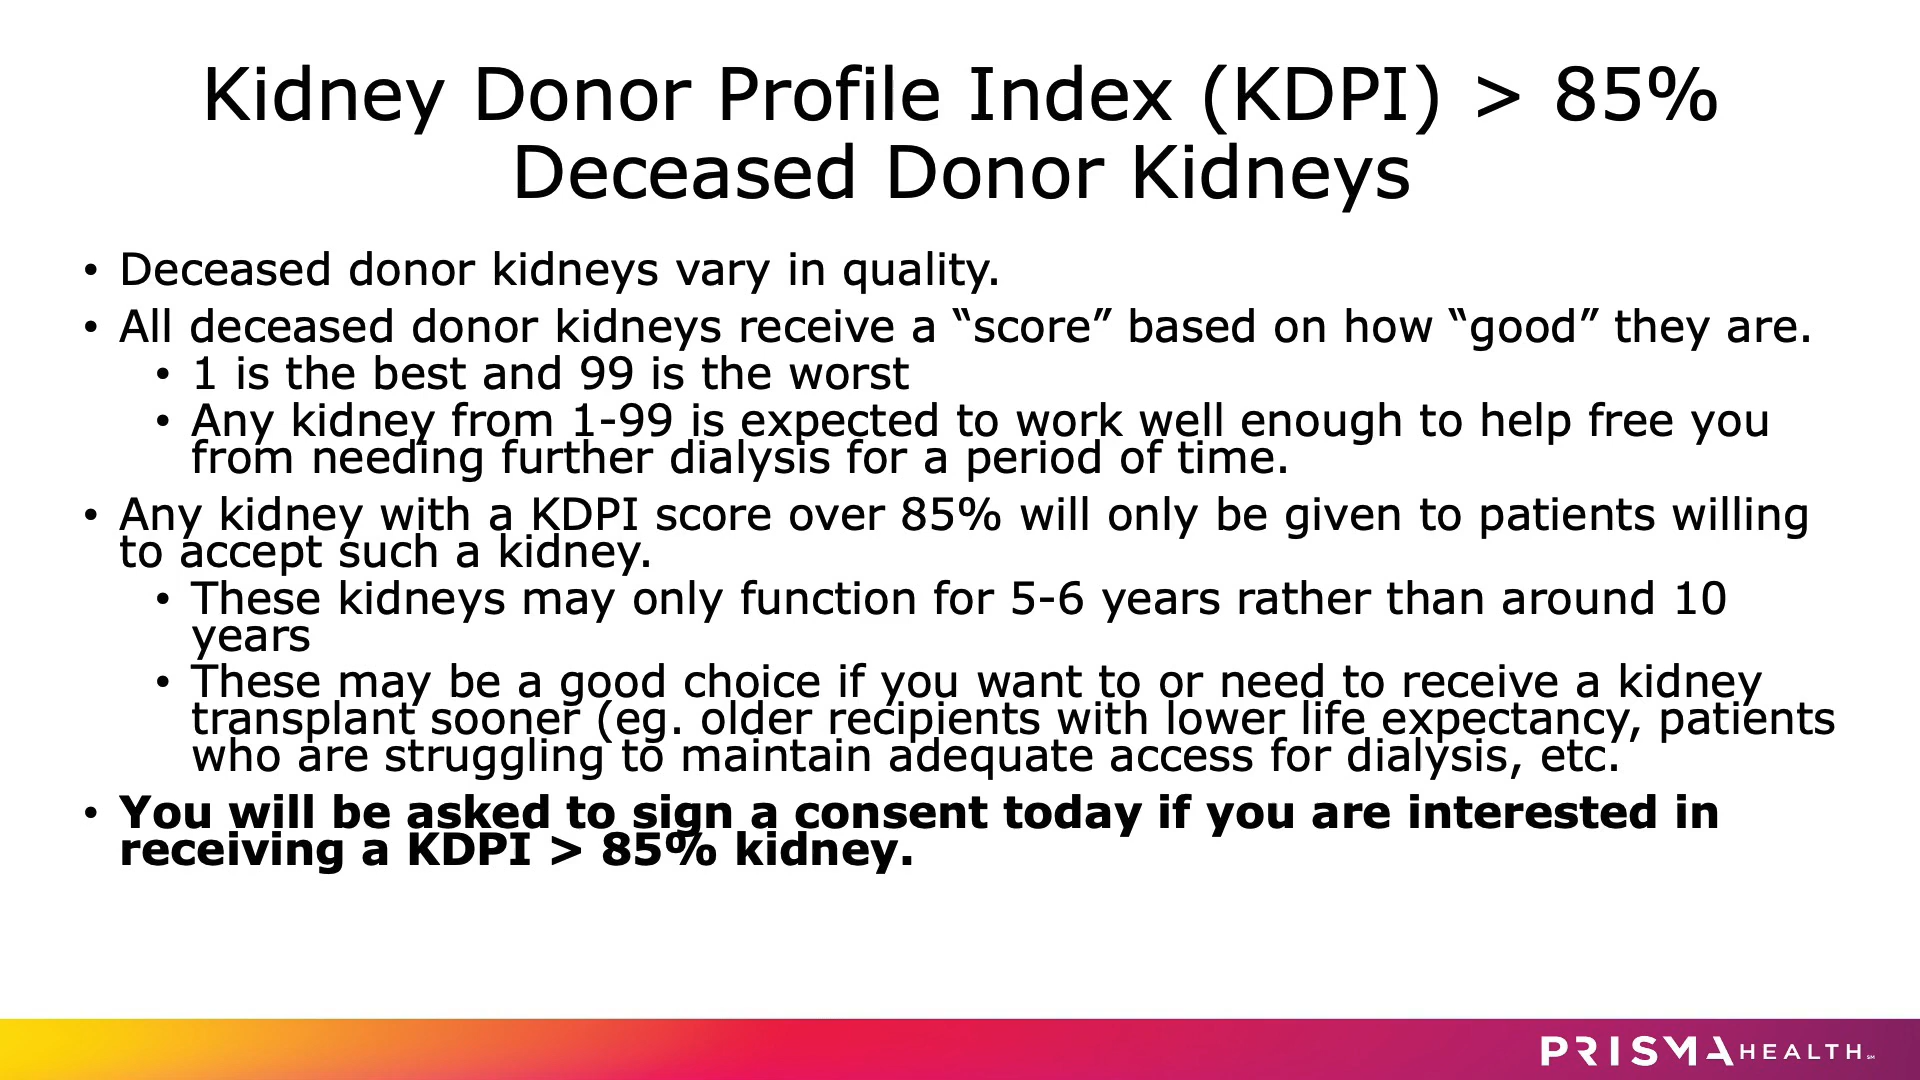 Kidney Donor Profile Index (KDPI) > 85%
Deceased Donor Kidneys
• Deceased donor kidneys vary in quality.
• All deceased donor kidneys receive a “score” based on how “good” they are.
• 1 is the best and 99 is the worst
• Any kidney from 1-99 is expected to work well enough to help free you
from needing further dialysis for a period of time.
• Any kidney with a KDPI score over 85% will only be given to patients willing
to accept such a kidney.
• These kidneys may only function for 5-6 years rather than around 10
years
• These may be a good choice if you want to or need to receive a kidney
transplant sooner (eg. older recipients with lower life expectancy, patients
who are struggling to maintain adequate access for dialysis, etc.
• You will be asked to sign a consent today if you are interested in
receiving a KDPI > 85% kidney.
PRISMA HEALTH℠